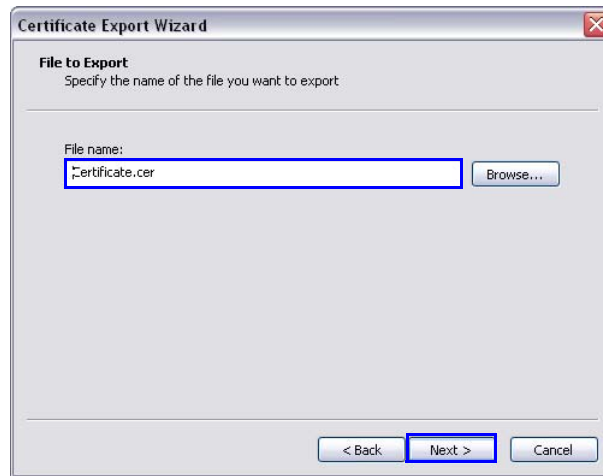 Certificate Export Wizard
File to Export
Specify the name of the file you want to export
File name:
Certificate.cer
Browse...
< Back Next > Cancel